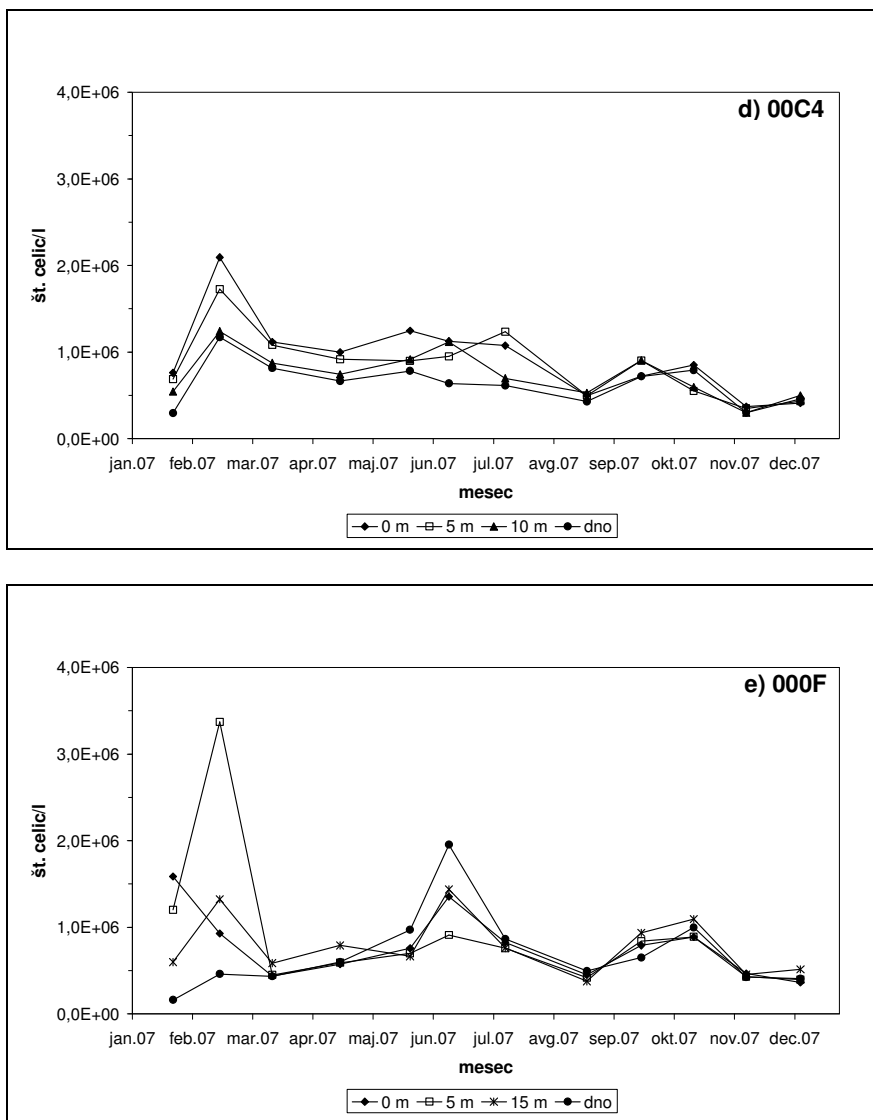 d) 00C4
4,0E+06
3,0E+06
2,0E+06
1,0E+06
0,0E+00
št. celic/l
jan.07 feb.07 mar.07 apr.07 maj.07 jun.07 jul.07 avg.07 sep.07 okt.07 nov.07 dec.07
mesec
0 m 5 m 10 m dno
e) 000F
4,0E+06
3,0E+06
2,0E+06
1,0E+06
0,0E+00
št. celic/l
jan.07 feb.07 mar.07 apr.07 maj.07 jun.07 jul.07 avg.07 sep.07 okt.07 nov.07 dec.07
mesec
0 m 5 m 15 m dno